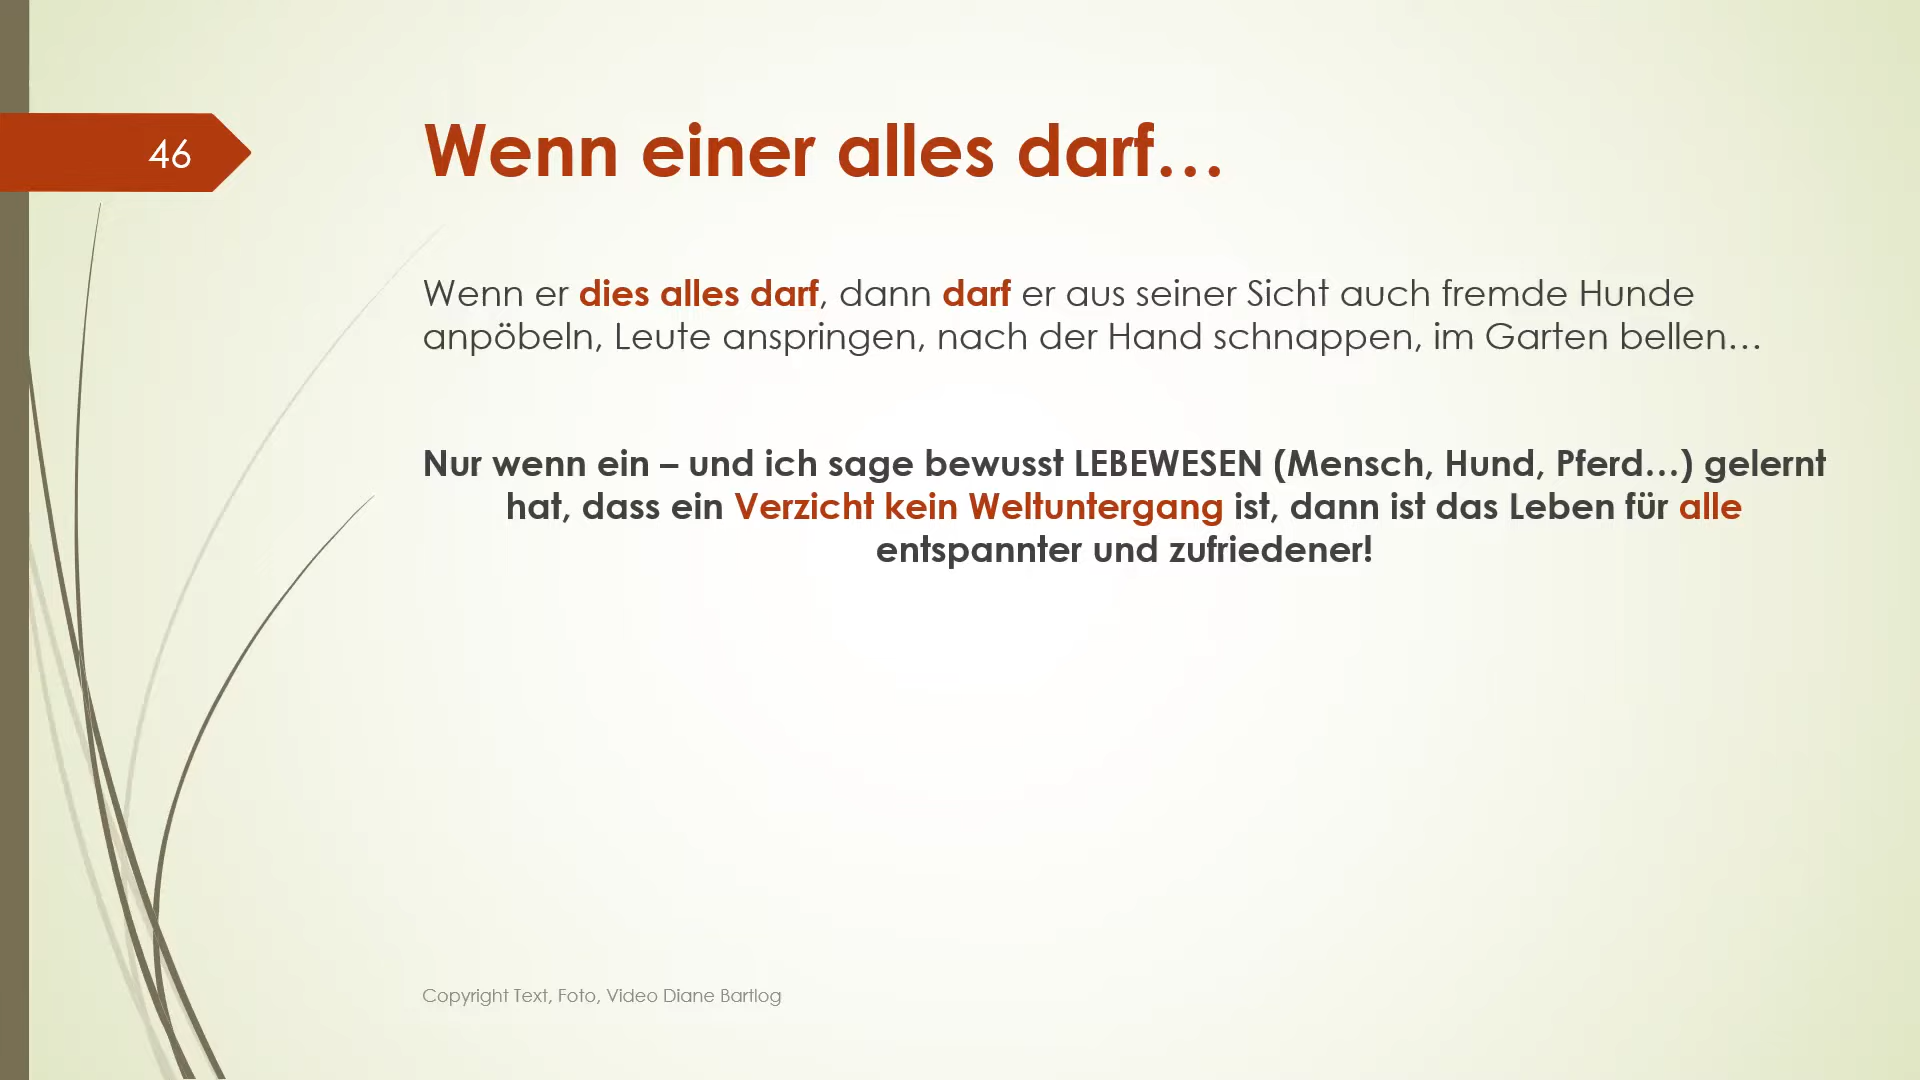 46
Wenn einer alles darf…
Wenn er dies alles darf, dann darf er aus seiner Sicht auch fremde Hunde
anpöbeln, Leute anspringen, nach der Hand schnappen, im Garten bellen…
Nur wenn ein – und ich sage bewusst LEBEWESEN (Mensch, Hund, Pferd…) gelernt
hat, dass ein Verzicht kein Weltuntergang ist, dann ist das Leben für alle
entspannter und zufriedener!
Copyright Text, Foto, Video Diane Bartlog